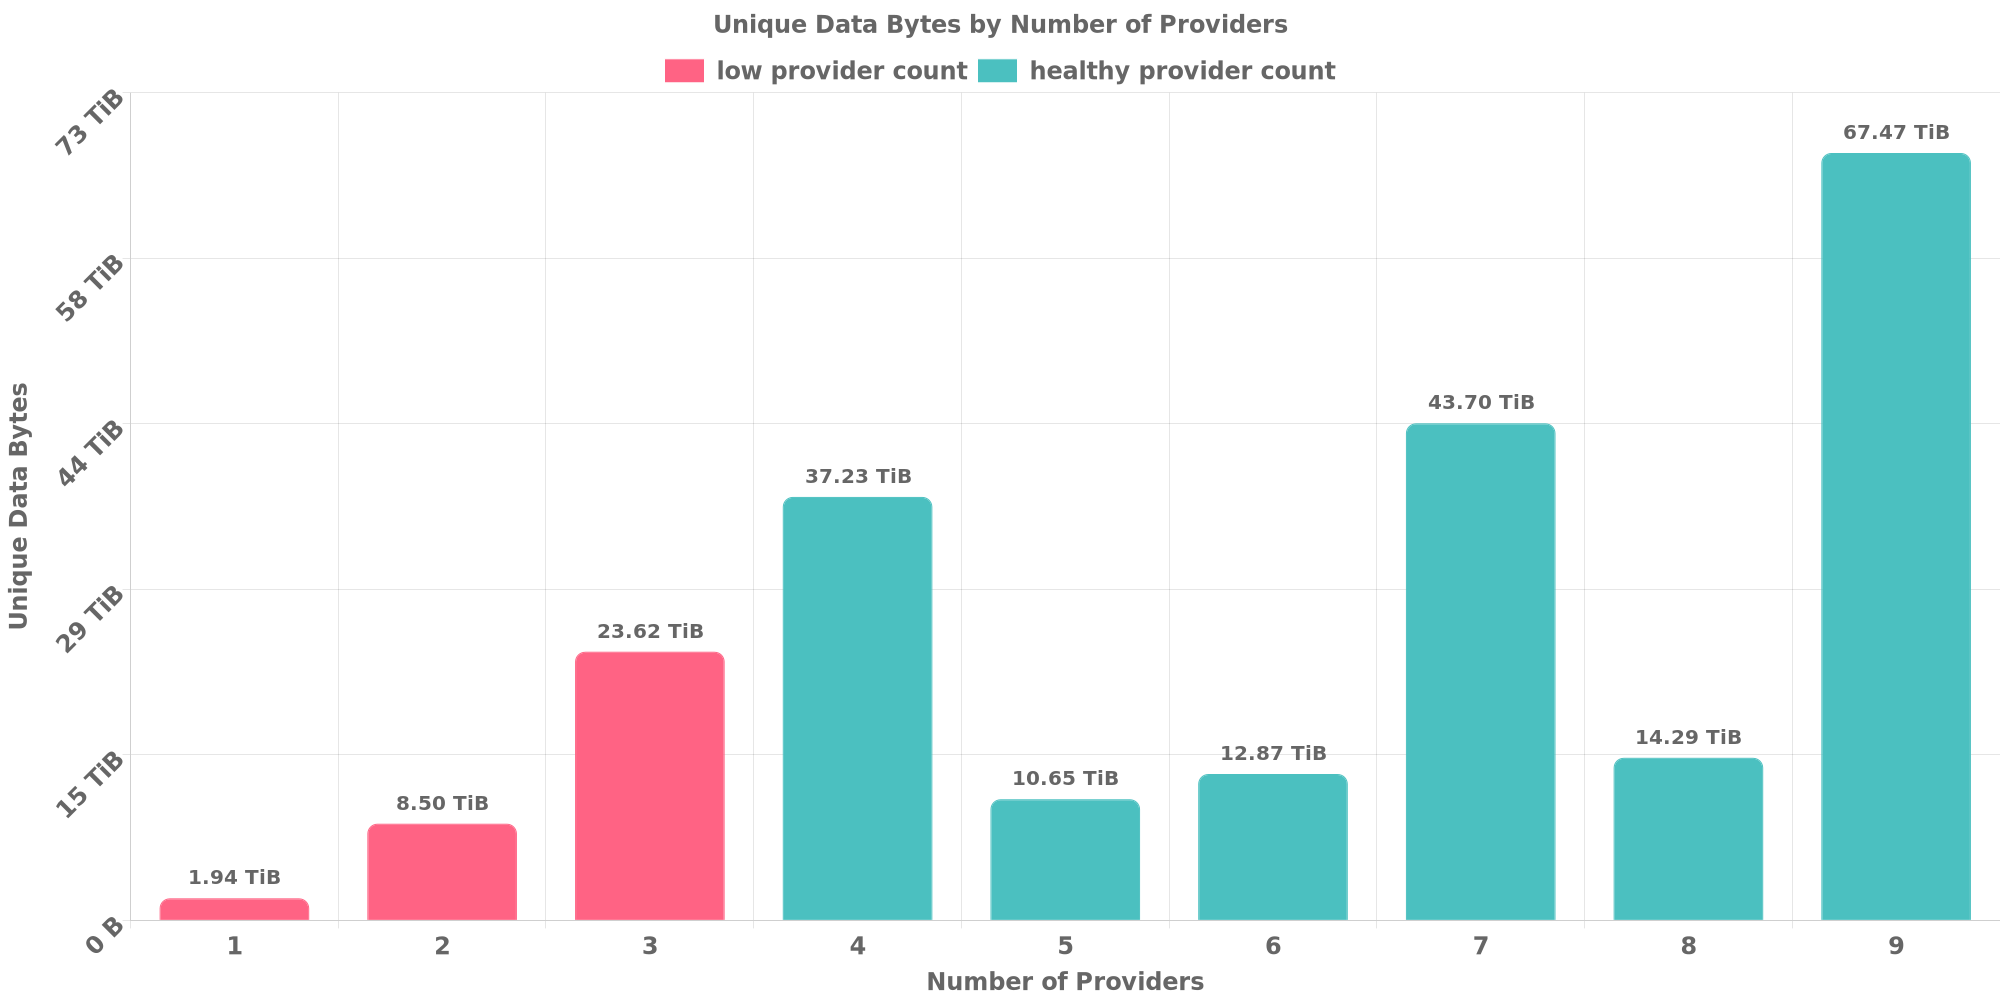 Unique Data Bytes by Number of Providers
low provider count healthy provider count
73 TiB
58 TiB
44 TiB
29 TiB
15 TiB
0 B
Unique Data Bytes
1.94 TiB
8.50 TiB
23.62 TiB
37.23 TiB
10.65 TiB
12.87 TiB
43.70 TiB
14.29 TiB
67.47 TiB
1 2 3 4 5 6 7 8 9
Number of Providers